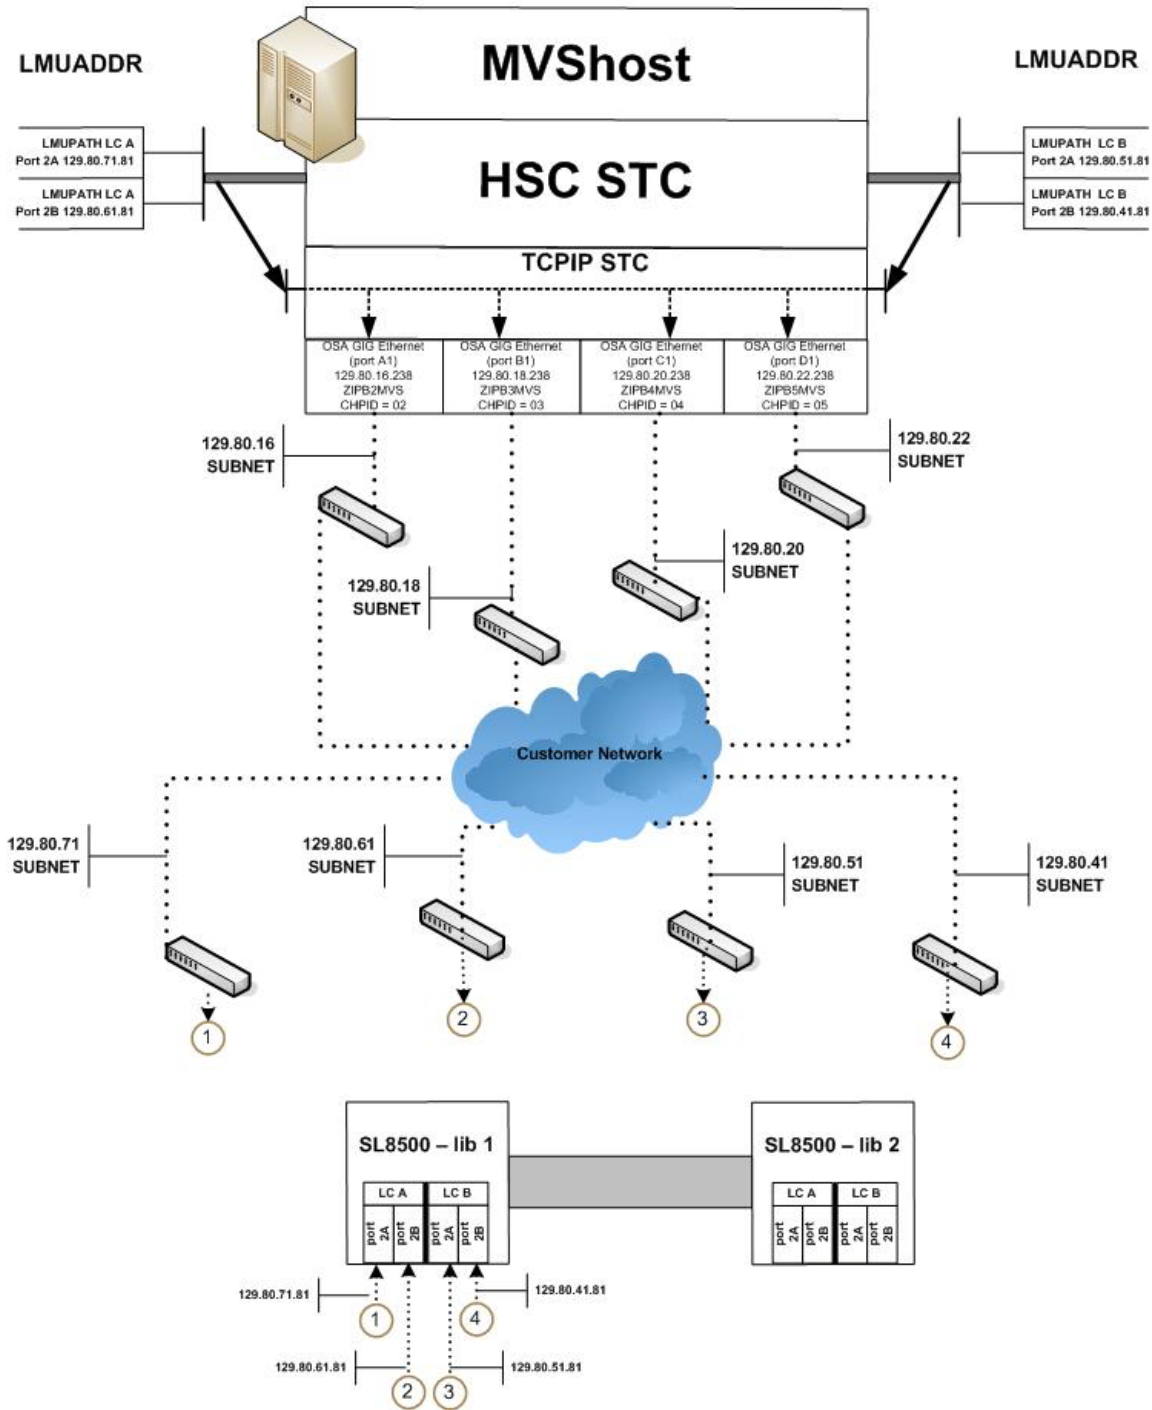 MVShost
LMUADDR
LMUADDR
LMUPATH LC A
Port 2A 129.80.71.81
LMUPATH LC A
Port 2B 129.80.61.81
HSC STC
LMUPATH LC B
Port 2A 129.80.51.81
LMUPATH LC B
Port 2B 129.80.41.81
TCPIP STC
OSA GIG Ethernet
(port A1)
129.80.16.238
ZIPB2MVS
CHPID = 02
OSA GIG Ethernet
(port B1)
129.80.18.238
ZIPB3MVS
CHPID = 03
OSA GIG Ethernet
(port C1)
129.80.20.238
ZIPB4MVS
CHPID = 04
OSA GIG Ethernet
(port D1)
129.80.22.238
ZIPB5MVS
CHPID = 05
129.80.16
SUBNET
129.80.22
SUBNET
129.80.18
SUBNET
129.80.20
SUBNET
Customer Network
129.80.71
SUBNET
129.80.61
SUBNET
129.80.51
SUBNET
129.80.41
SUBNET
1
2
3
4
SL8500 – lib 1
LC A
LC B
port 2A
port 2B
port 2A
port 2B
SL8500 – lib 2
LC A
LC B
port 2A
port 2B
port 2A
port 2B
129.80.71.81
1
4
129.80.41.81
129.80.61.81
2
3
129.80.51.81